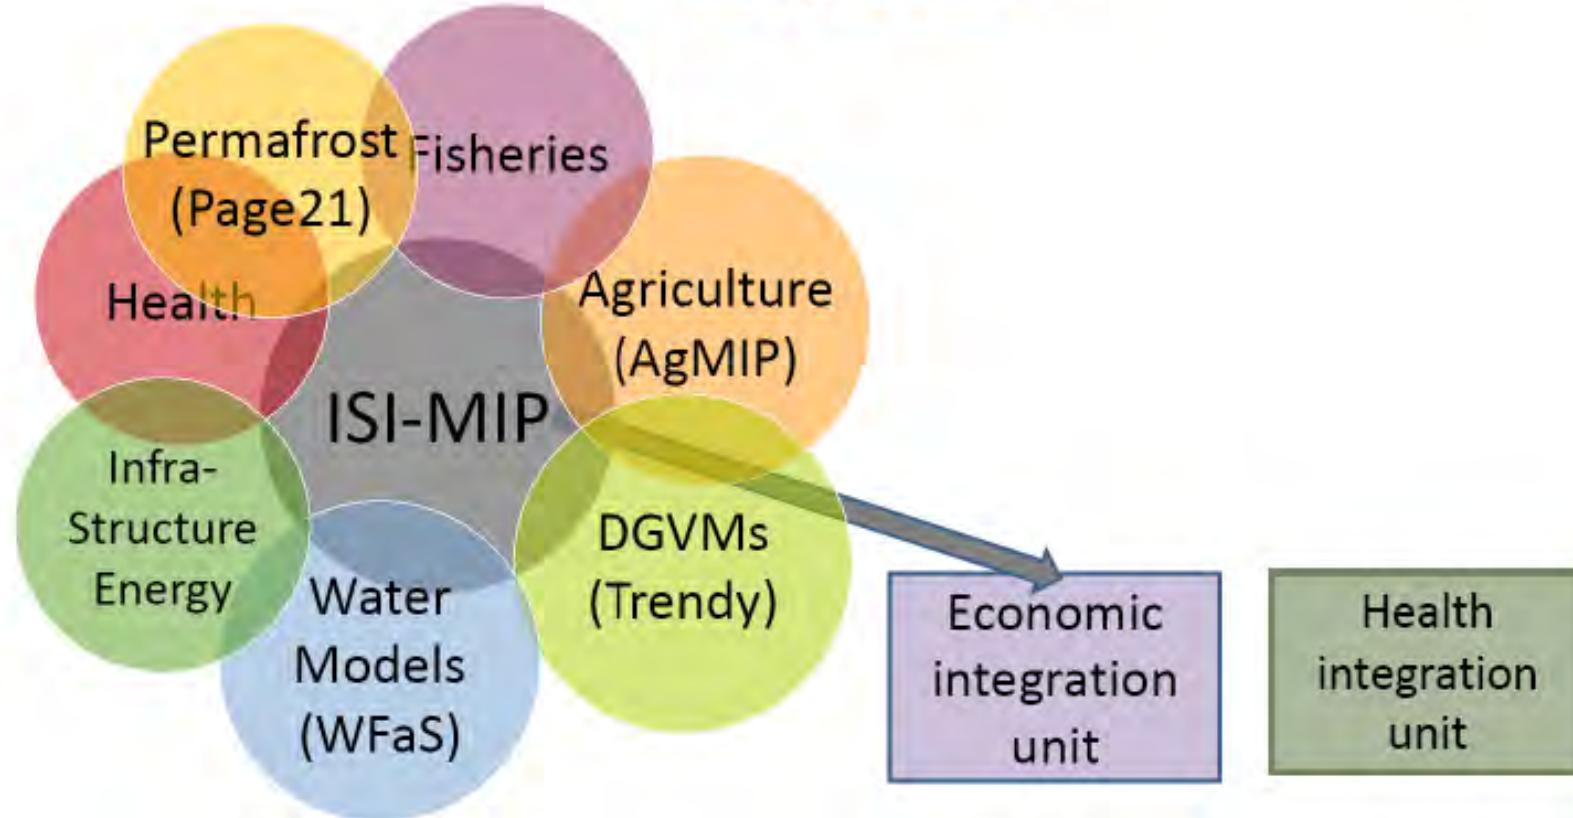 Permafrost
(Page21)
Fisheries
Health
Agriculture
(AgMIP)
ISI-MIP
Infra-
Structure
Energy
Water
Models
(WFaS)
DGVMs
(Trendy)
Economic
integration
unit
Health
integration
unit